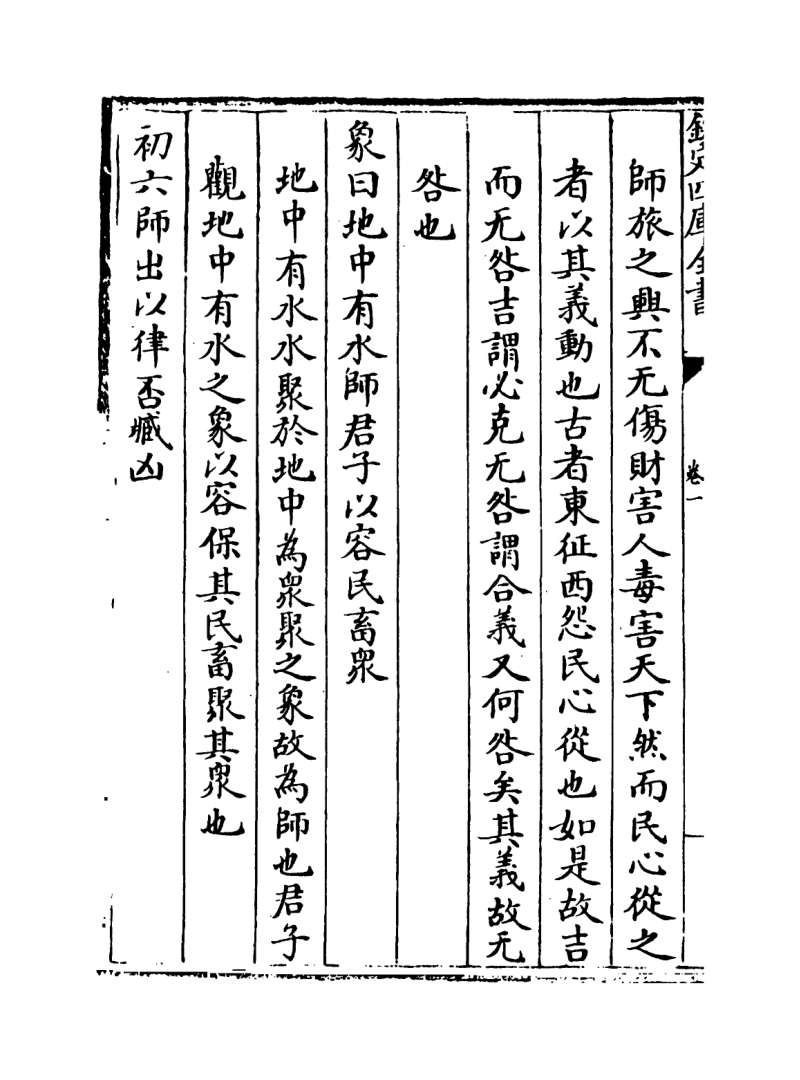 欽定四庫全書
卷一
師旅之興不无傷財害人毒害天下然而民心從之
者以其義動也古者東征西怨民心從也如是故吉
而无咎吉謂必克无咎謂合義又何咎矣其義故无
咎也
象曰地中有水師君子以容民畜衆
地中有水水聚於地中為衆聚之象故為師也君子
觀地中有水之象以容保其民畜聚其衆也
初六師出以律否臧凶